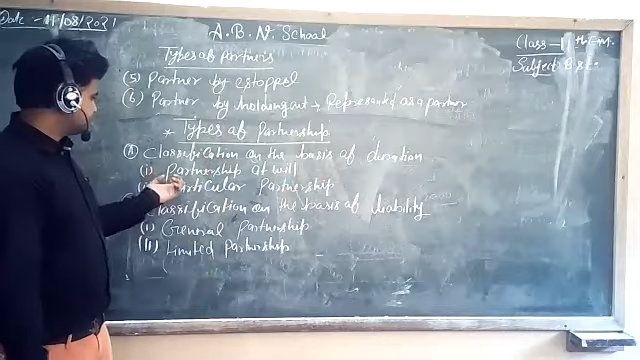 Date :- 11/08/2021
A. B. N. School
Class - 11
Subject: B.St.
Types of Partners
(5) Partner by estoppel
(6) Partner by holding out → Represented as a partner
* Types of Partnership
(A) Classification on the basis of duration
(i) Partnership at will
Particular Partnership
Classification on the basis of liability
(i) General Partnership
(ii) Limited Partnership